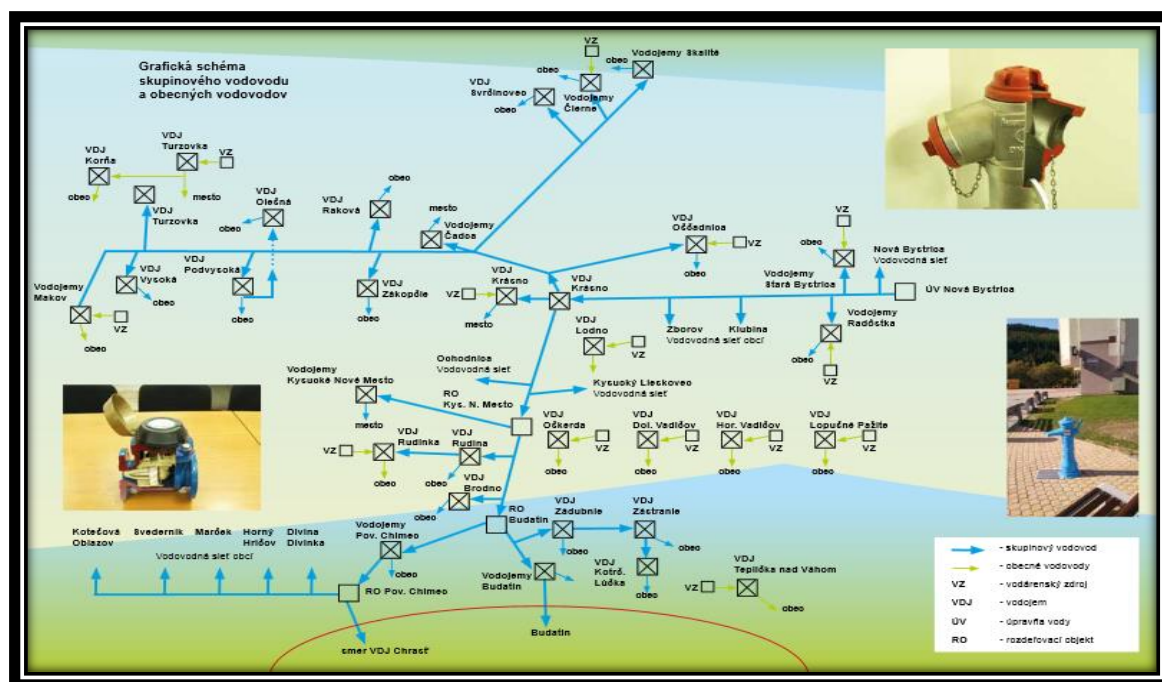 Grafická schéma
skupinového vodovodu
a obecných vodovodov
VZ
Vodojemy Skalité
obec
obec
VDJ
Svrčinovec
Vodojemy
Čierne
obec
VDJ
Turzovka
VDJ
Korňa
VZ
obec
mesto
VDJ
Turzovka
VDJ
Olešná
obec
VDJ
Raková
obec
mesto
Vodojemy
Čadca
VDJ
Oščadnica
VZ
obec
VZ
obec
Nová Bystrica
Vodovodná sieť
Vodojemy
Makov
VZ
obec
VDJ
Vysoká
obec
VDJ
Podvysoká
obec
VDJ
Zákopčie
obec
VDJ
Krásno
VZ
mesto
VDJ
Krásno
Vodojemy
Stará Bystrica
ÚV Nová Bystrica
Zborov
Klubina
Vodovodná sieť obcí
Vodojemy
Radôstka
obec
VZ
VDJ
Lodno
VZ
obec
Ochodnica
Vodovodná sieť
Kysucký Lieskovec
Vodovodná sieť
Vodojemy
Kysucké Nové Mesto
mesto
RO
Kys. N. Mesto
VDJ
Oškerda
VZ
obec
VDJ
Dol. Vadičov
VZ
obec
VDJ
Hor. Vadičov
VZ
obec
VDJ
Lopušné Pažite
VZ
obec
VDJ
Rudinka
VZ
obec
VDJ
Rudina
obec
VDJ
Brodno
obec
RO
Budatín
VDJ
Zádubnie
obec
VDJ
Zástranie
obec
Kotešová
Oblazov
Svederník
Maršek
Horný
Hričov
Divina
Divinka
Vodovodná sieť obcí
Vodojemy
Pov. Chlmec
obec
RO Pov. Chlmec
smer VDJ Chrasť
Vodojemy
Budatín
Budatín
VDJ
Kotrč.
Lúčka
obec
VDJ
Teplička nad Váhom
VZ
obec
- skupinový vodovod
- obecné vodovody
VZ - vodárenský zdroj
VDJ - vodojem
ÚV - úpravňa vody
RO - rozdeľovací objekt